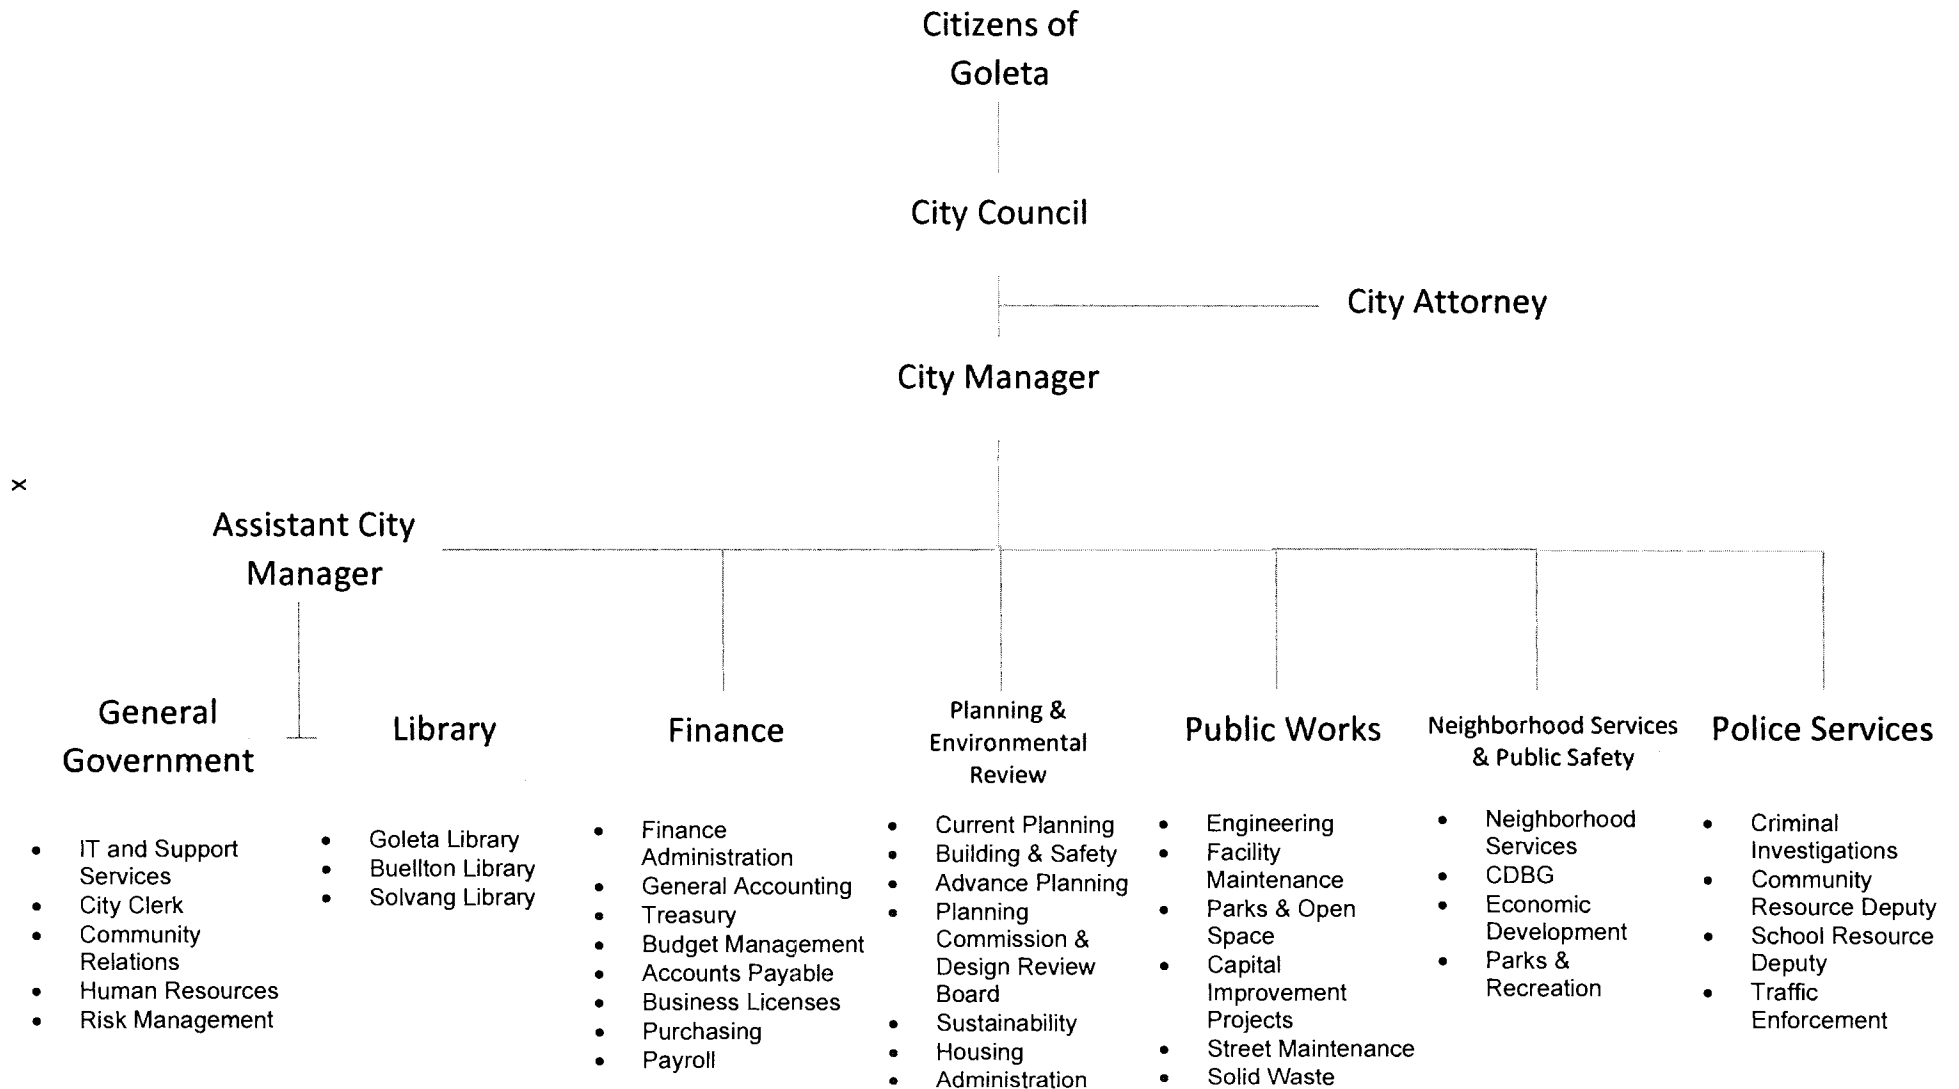 Citizens of
Goleta
City Council
City Attorney
City Manager
x
Assistant City
Manager
General
Government
• IT and Support
Services
• City Clerk
• Community
Relations
• Human Resources
• Risk Management
Library
• Goleta Library
• Buellton Library
• Solvang Library
Finance
• Finance
Administration
• General Accounting
• Treasury
• Budget Management
• Accounts Payable
• Business Licenses
• Purchasing
• Payroll
Planning &
Environmental
Review
• Current Planning
• Building & Safety
• Advance Planning
• Planning
Commission &
Design Review
Board
• Sustainability
• Housing
• Administration
Public Works
• Engineering
• Facility
Maintenance
• Parks & Open
Space
• Capital
Improvement
Projects
• Street Maintenance
• Solid Waste
Neighborhood Services
& Public Safety
• Neighborhood
Services
• CDBG
• Economic
Development
• Parks &
Recreation
Police Services
• Criminal
Investigations
• Community
Resource Deputy
• School Resource
Deputy
• Traffic
Enforcement